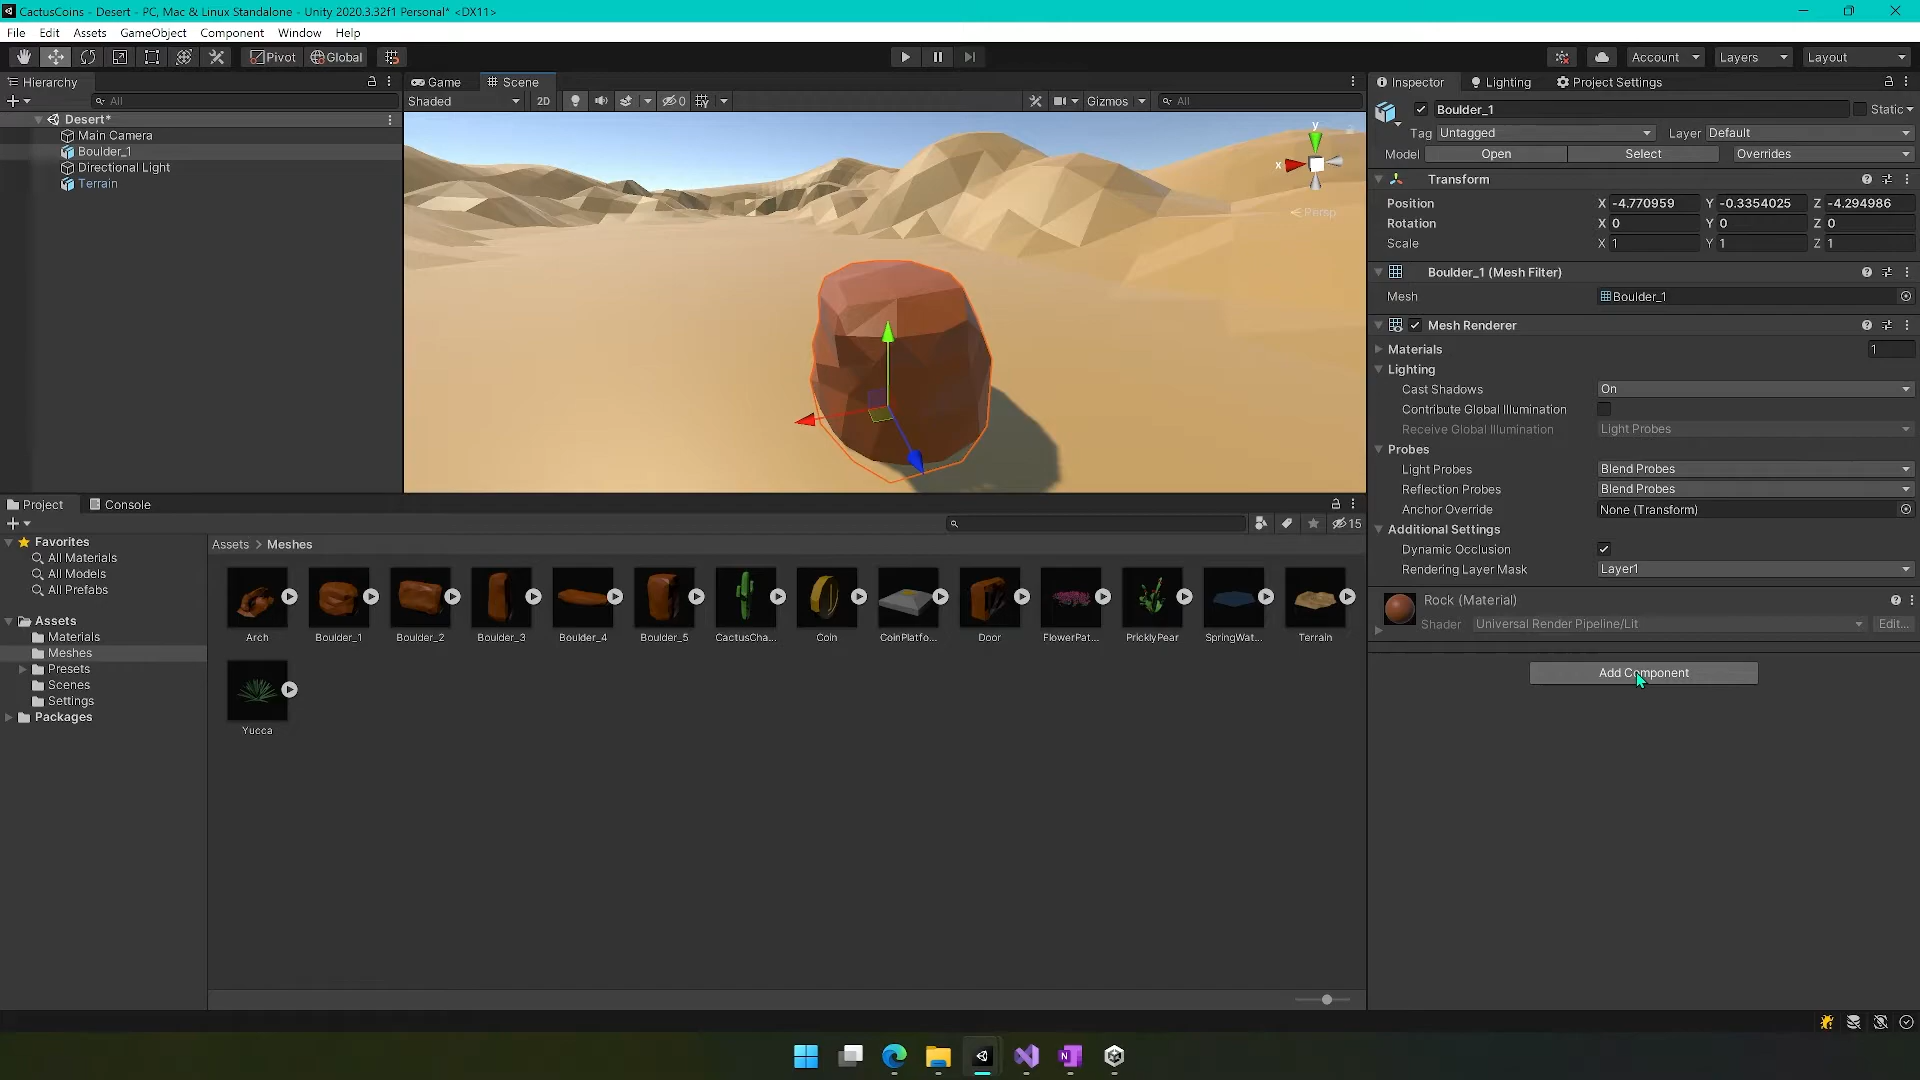 CactusCoins - Desert - PC, Mac & Linux Standalone - Unity 2020.3.32f1 Personal* <DX11>
File Edit Assets GameObject Component Window Help
Pivot Global Account Layers Layout
Hierarchy Game Scene Inspector Lighting Project Settings
All Shaded 2D 0 Gizmos All
Boulder_1 Static
Desert*
Main Camera
Boulder_1
Directional Light
Terrain
y
x
Persp
Tag Untagged Layer Default
Model Open Select Overrides
Transform
Position X -4.770959 Y -0.3354025 Z -4.294986
Rotation X 0 Y 0 Z 0
Scale X 1 Y 1 Z 1
Boulder_1 (Mesh Filter)
Mesh Boulder_1
Mesh Renderer
Materials 1
Lighting
Cast Shadows On
Contribute Global Illumination
Receive Global Illumination Light Probes
Probes
Light Probes Blend Probes
Reflection Probes Blend Probes
Anchor Override None (Transform)
Additional Settings
Dynamic Occlusion
Rendering Layer Mask Layer1
Rock (Material)
Shader Universal Render Pipeline/Lit Edit...
Add Component
Project Console
15
Favorites
All Materials
All Models
All Prefabs
Assets
Materials
Meshes
Presets
Scenes
Settings
Packages
Assets > Meshes
Arch Boulder_1 Boulder_2 Boulder_3 Boulder_4 Boulder_5 CactusCha... Coin CoinPlatfo... Door FlowerPat... PricklyPear SpringWat... Terrain
Yucca